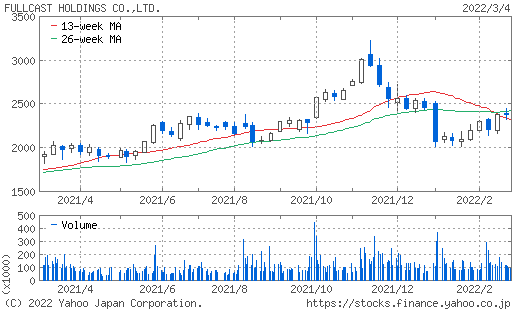 FULLCAST HOLDINGS CO.,LTD. 2022/3/4
3500
13-week MA
26-week MA
3000
2500
2000
1500
2021/4 2021/6 2021/8 2021/10 2021/12 2022/2
500
Volume
400
300
200
100
0
(x1000)
2021/4 2021/6 2021/8 2021/10 2021/12 2022/2
(C) 2022 Yahoo Japan Corporation. https://stocks.finance.yahoo.co.jp/